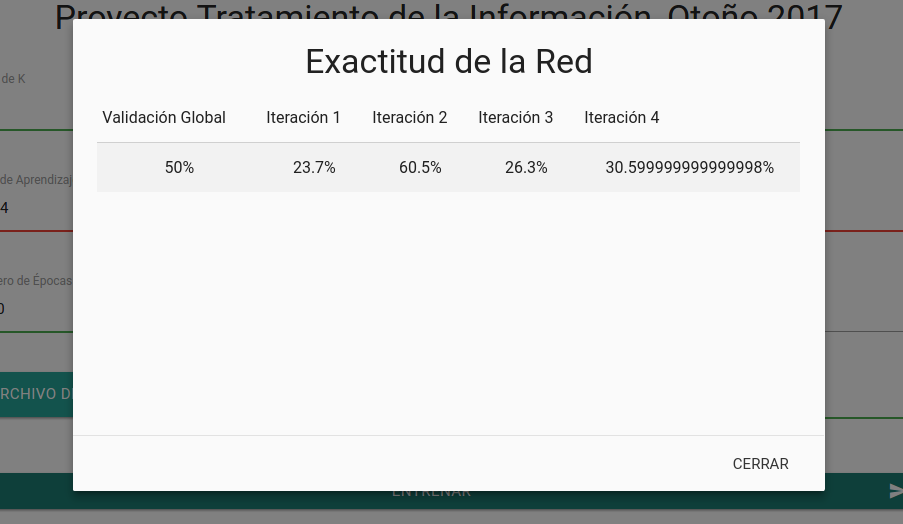 Proyecto Tratamiento de la Información, Otoño 2017
Exactitud de la Red
de K
Validación Global Iteración 1 Iteración 2 Iteración 3 Iteración 4
50% 23.7% 60.5% 26.3% 30.599999999999998%
de Aprendizaj
4
ero de Épocas
0
RCHIVO DE
CERRAR
ENTRENAR